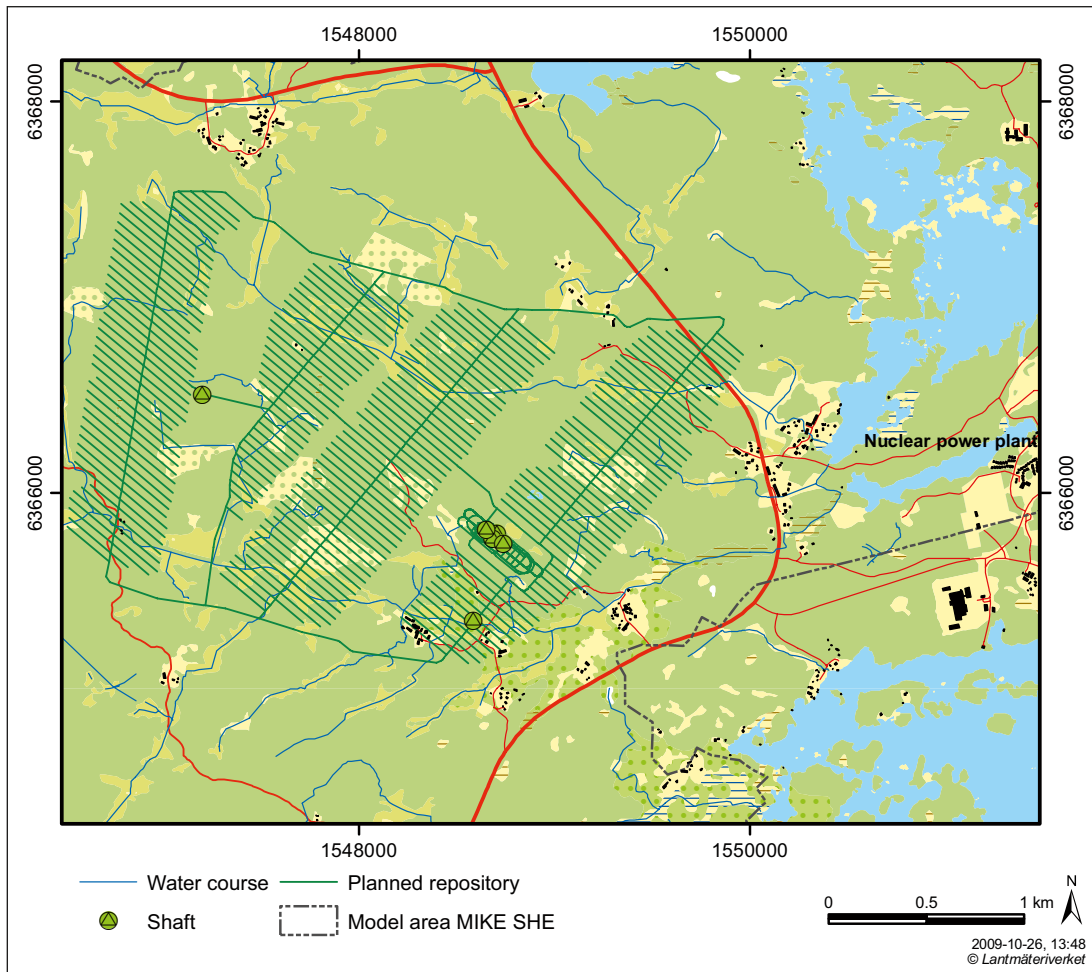 1548000
1550000
6368000
6368000
Nuclear power plant
6366000
6366000
1548000
1550000
Water course
Planned repository
Shaft
Model area MIKE SHE
0
0.5
1 km
N
2009-10-26, 13:48
© Lantmäteriverket